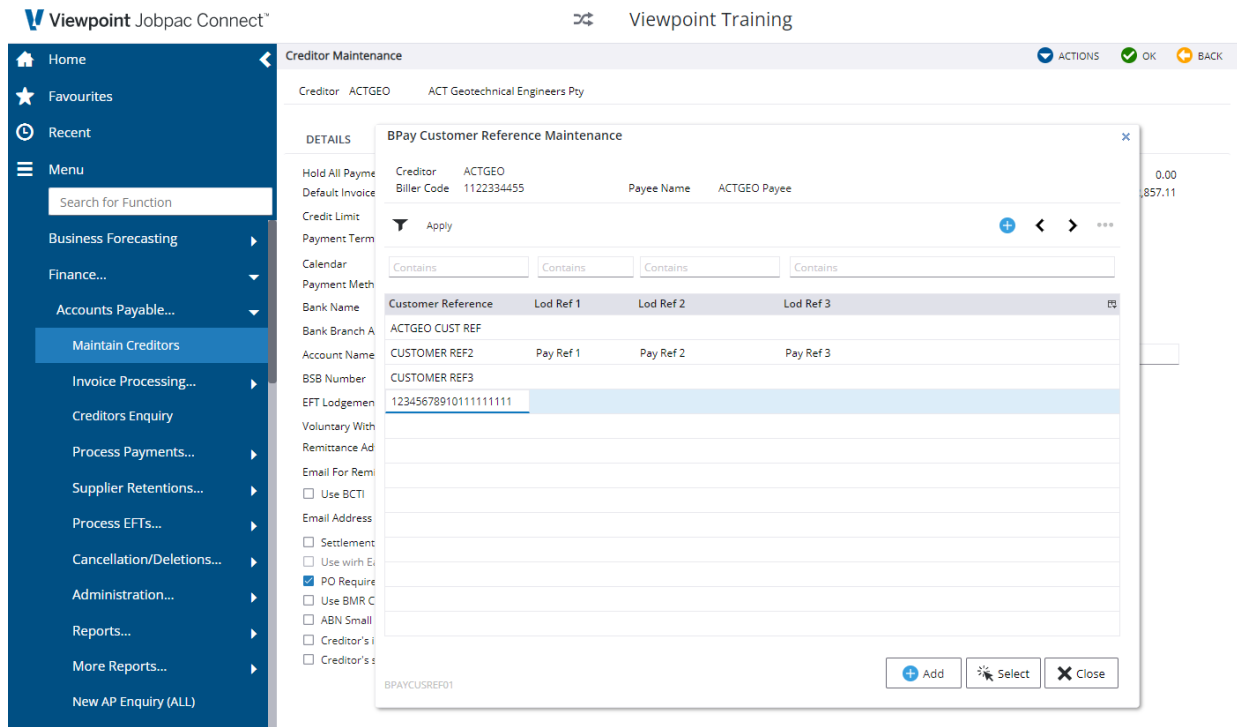 Viewpoint Jobpac Connect™
Viewpoint Training
Home
Favourites
Recent
Menu
Search for Function
Business Forecasting
Finance...
Accounts Payable...
Maintain Creditors
Invoice Processing...
Creditors Enquiry
Process Payments...
Supplier Retentions...
Process EFTs...
Cancellation/Deletions...
Administration...
Reports...
More Reports...
New AP Enquiry (ALL)
Creditor Maintenance
ACTIONS OK BACK
Creditor ACTGEO ACT Geotechnical Engineers Pty
DETAILS
Hold All Payme
Default Invoice
Credit Limit
Payment Term
Calendar
Payment Meth
Bank Name
Bank Branch A
Account Name
BSB Number
EFT Lodgemen
Voluntary With
Remittance Ad
Email For Remi
Use BCTI
Email Address
Settlement
Use wirh Ea
PO Require
Use BMR C
ABN Small
Creditor's i
Creditor's s
0.00
,857.11
BPay Customer Reference Maintenance
Creditor ACTGEO
Biller Code 1122334455 Payee Name ACTGEO Payee
Apply
Contains Contains Contains Contains
Customer Reference Lod Ref 1 Lod Ref 2 Lod Ref 3
ACTGEO CUST REF
CUSTOMER REF2 Pay Ref 1 Pay Ref 2 Pay Ref 3
CUSTOMER REF3
12345678910111111111
Add Select Close
BPAYCUSREF01